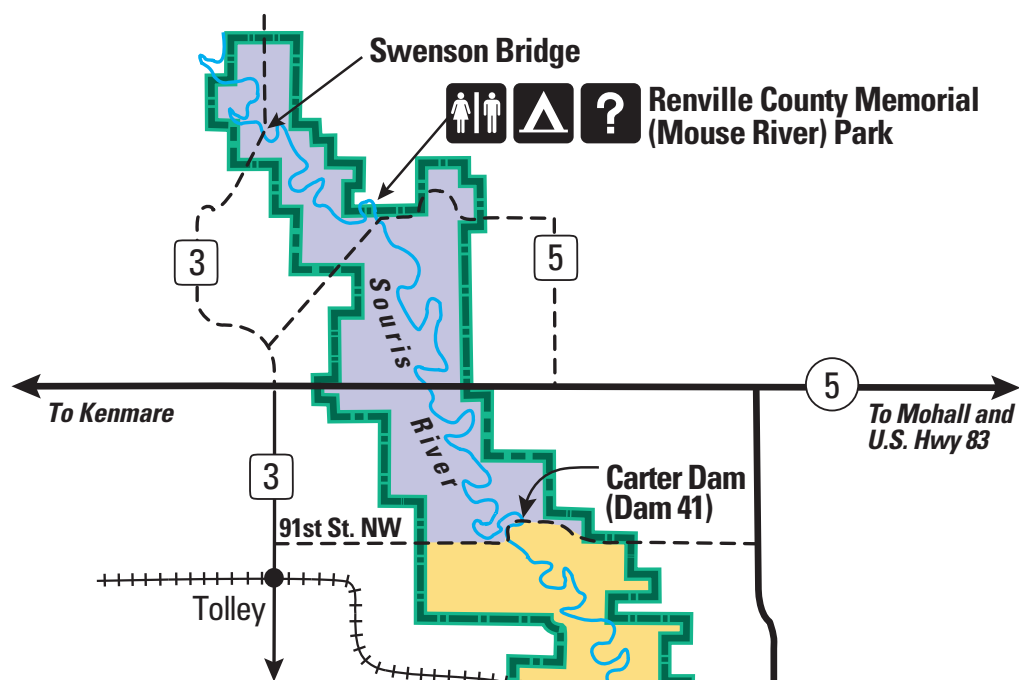 Swenson Bridge
?
Renville County Memorial
(Mouse River) Park
3
5
Souris
River
5
To Kenmare
To Mohall and
U.S. Hwy 83
3
Carter Dam
(Dam 41)
91st St. NW
Tolley